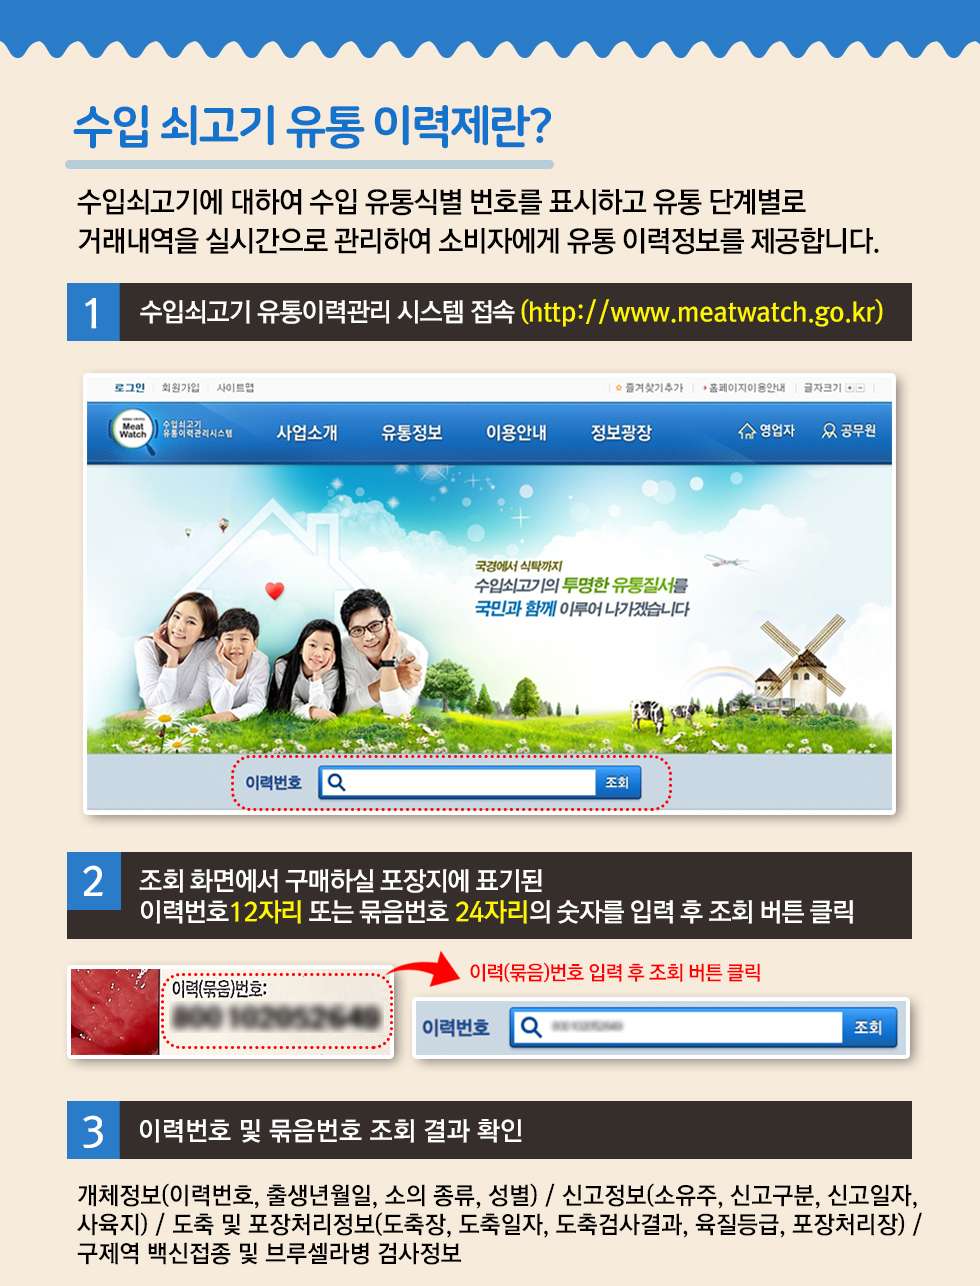 수입 쇠고기 유통 이력제란?
수입쇠고기에 대하여 수입 유통식별 번호를 표시하고 유통 단계별로
거래내역을 실시간으로 관리하여 소비자에게 유통 이력정보를 제공합니다.
1 수입쇠고기 유통이력관리 시스템 접속 (http://www.meatwatch.go.kr)
로그인 회원가입 사이트맵 즐겨찾기추가 홈페이지이용안내 글자크기
Meat Watch 수입쇠고기 유통이력관리시스템 사업소개 유통정보 이용안내 정보광장 영업자 공무원
국경에서 식탁까지
수입쇠고기의 투명한 유통질서를
국민과 함께 이루어 나가겠습니다
이력번호 조회
2 조회 화면에서 구매하실 포장지에 표기된
이력번호12자리 또는 묶음번호 24자리의 숫자를 입력 후 조회 버튼 클릭
이력(묶음)번호 입력 후 조회 버튼 클릭
이력(묶음)번호:
이력번호 조회
3 이력번호 및 묶음번호 조회 결과 확인
개체정보(이력번호, 출생년월일, 소의 종류, 성별) / 신고정보(소유주, 신고구분, 신고일자,
사육지) / 도축 및 포장처리정보(도축장, 도축일자, 도축검사결과, 육질등급, 포장처리장) /
구제역 백신접종 및 브루셀라병 검사정보